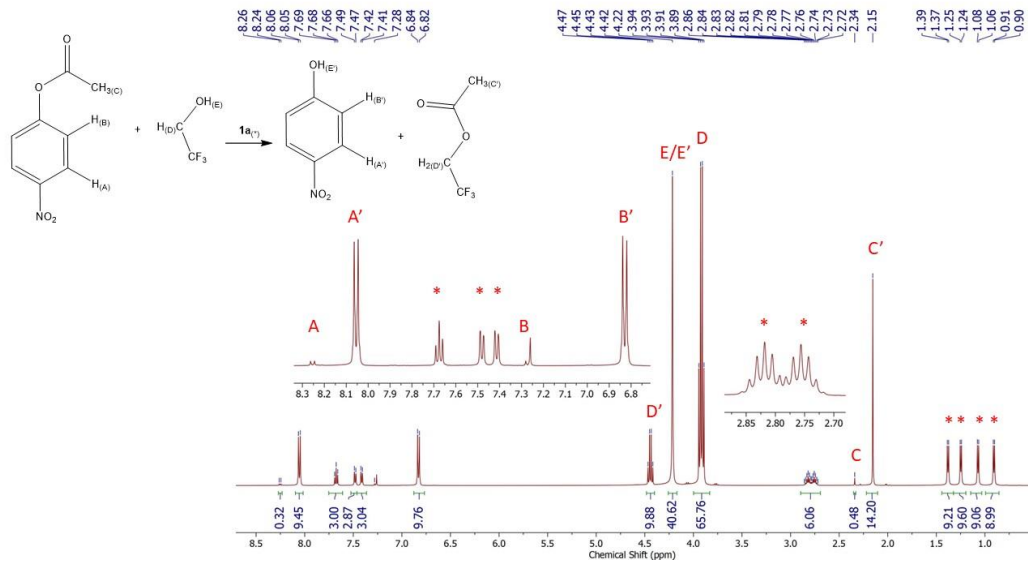 8.26 8.24 8.06 8.05 7.69 7.68 7.66 7.49 7.47 7.42 7.41 7.28 6.84 6.82
4.47 4.45 4.43 4.42 4.22 3.94 3.93 3.91 3.89 2.86 2.84 2.83 2.82 2.81 2.79 2.78 2.77 2.76 2.74 2.73 2.72 2.34 2.15
1.39 1.37 1.25 1.24 1.08 1.06 0.91 0.90
O
O
CH3(C)
H(B)
H(A)
NO2
+
OH(E)
H(D)C
CF3
1a(*)
OH(E')
H(B')
H(A')
NO2
+
CH3(C')
O
O
H2(D')C
CF3
A
A'
*
*
*
B
B'
8.3 8.2 8.1 8.0 7.9 7.8 7.7 7.6 7.5 7.4 7.3 7.2 7.1 7.0 6.9 6.8
D'
E/E'
D
*
*
2.85 2.80 2.75 2.70
C
C'
* * * *
0.32 9.45 3.00 2.87 3.04 9.76 9.88 40.62 65.76 6.06 0.48 14.20 9.21 9.60 9.06 8.99
8.5 8.0 7.5 7.0 6.5 6.0 5.5 5.0 4.5 4.0 3.5 3.0 2.5 2.0 1.5 1.0
Chemical Shift (ppm)